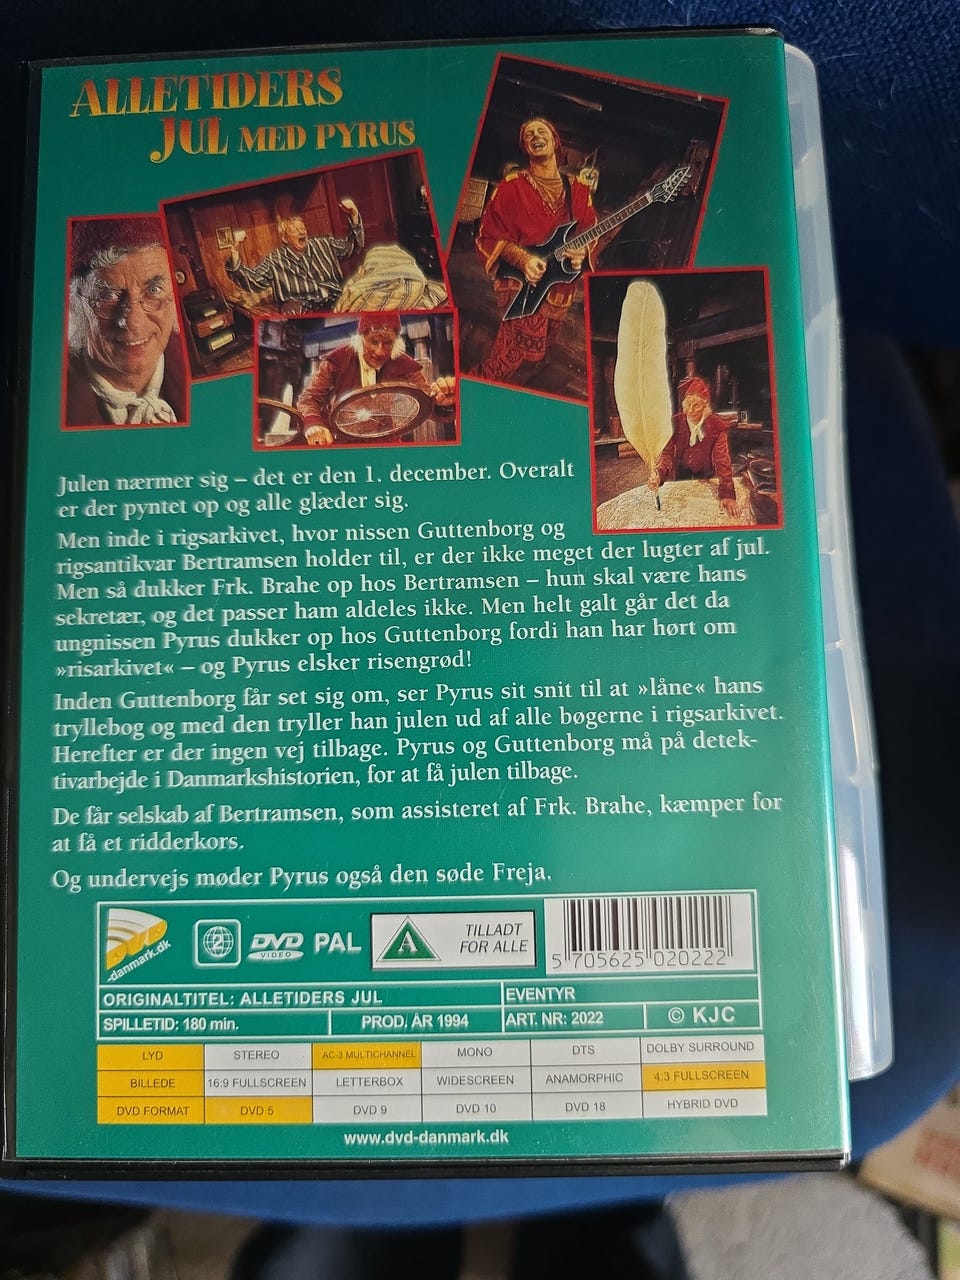 ALLETIDERS
JUL MED PYRUS
Julen nærmer sig – det er den 1. december. Overalt
er der pyntet op og alle glæder sig.
Men inde i rigsarkivet, hvor nissen Guttenborg og
rigsantikvar Bertramsen holder til, er der ikke meget der lugter af jul.
Men så dukker Frk. Brahe op hos Bertramsen – hun skal være hans
sekretær, og det passer ham aldeles ikke. Men helt galt går det da
ungnissen Pyrus dukker op hos Guttenborg fordi han har hørt om
»risarkivet« – og Pyrus elsker risengrød!
Inden Guttenborg får set sig om, ser Pyrus sit snit til at »låne« hans
tryllebog og med den tryller han julen ud af alle bøgerne i rigsarkivet.
Herefter er der ingen vej tilbage. Pyrus og Guttenborg må på detek-
tivarbejde i Danmarkshistorien, for at få julen tilbage.
De får selskab af Bertramsen, som assisteret af Frk. Brahe, kæmper for
at få et ridderkors.
Og undervejs møder Pyrus også den søde Freja.
DVD
-danmark.dk
2
DVD
VIDEO
PAL
A
TILLADT
FOR ALLE
5 705625 020222
ORIGINALTITEL: ALLETIDERS JUL
EVENTYR
SPILLETID: 180 min.
PROD. ÅR 1994
ART. NR: 2022
© KJC
LYD STEREO AC-3 MULTICHANNEL MONO DTS DOLBY SURROUND
BILLEDE 16:9 FULLSCREEN LETTERBOX WIDESCREEN ANAMORPHIC 4:3 FULLSCREEN
DVD FORMAT DVD 5 DVD 9 DVD 10 DVD 18 HYBRID DVD
www.dvd-danmark.dk